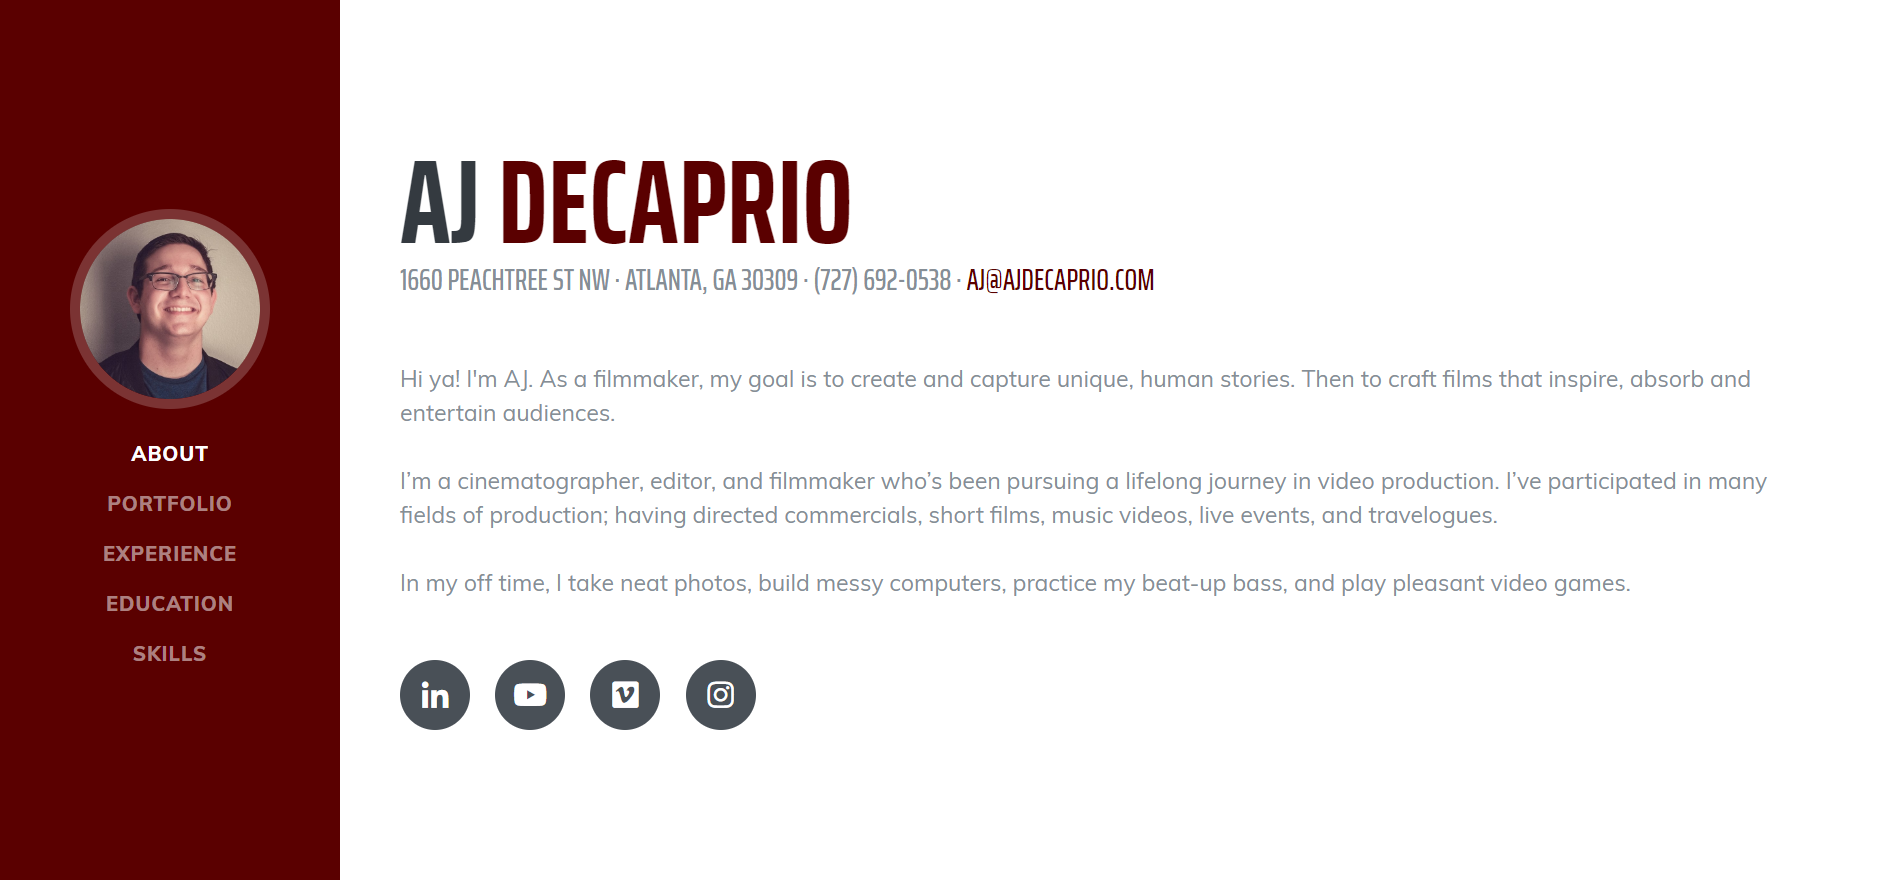 ABOUT
PORTFOLIO
EXPERIENCE
EDUCATION
SKILLS
AJ DECAPRIO
1660 PEACHTREE ST NW · ATLANTA, GA 30309 · (727) 692-0538 · AJ@AJDECAPRIO.COM
Hi ya! I'm AJ. As a filmmaker, my goal is to create and capture unique, human stories. Then to craft films that inspire, absorb and
entertain audiences.
I’m a cinematographer, editor, and filmmaker who’s been pursuing a lifelong journey in video production. I’ve participated in many
fields of production; having directed commercials, short films, music videos, live events, and travelogues.
In my off time, I take neat photos, build messy computers, practice my beat-up bass, and play pleasant video games.